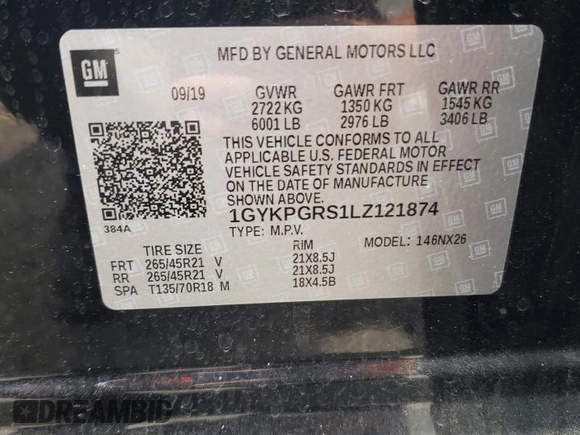 GM
MFD BY GENERAL MOTORS LLC
09/19 GVWR GAWR FRT GAWR RR
2722 KG 1350 KG 1545 KG
6001 LB 2976 LB 3406 LB
THIS VEHICLE CONFORMS TO ALL
APPLICABLE U.S. FEDERAL MOTOR
VEHICLE SAFETY STANDARDS IN EFFECT
ON THE DATE OF MANUFACTURE
SHOWN ABOVE.
384A 1GYKPGRS1LZ121874
TYPE: M.P.V. MODEL: 146NX26
TIRE SIZE RIM
FRT 265/45R21 V 21X8.5J
RR 265/45R21 V 21X8.5J
SPA T135/70R18 M 18X4.5B
DREAMBID